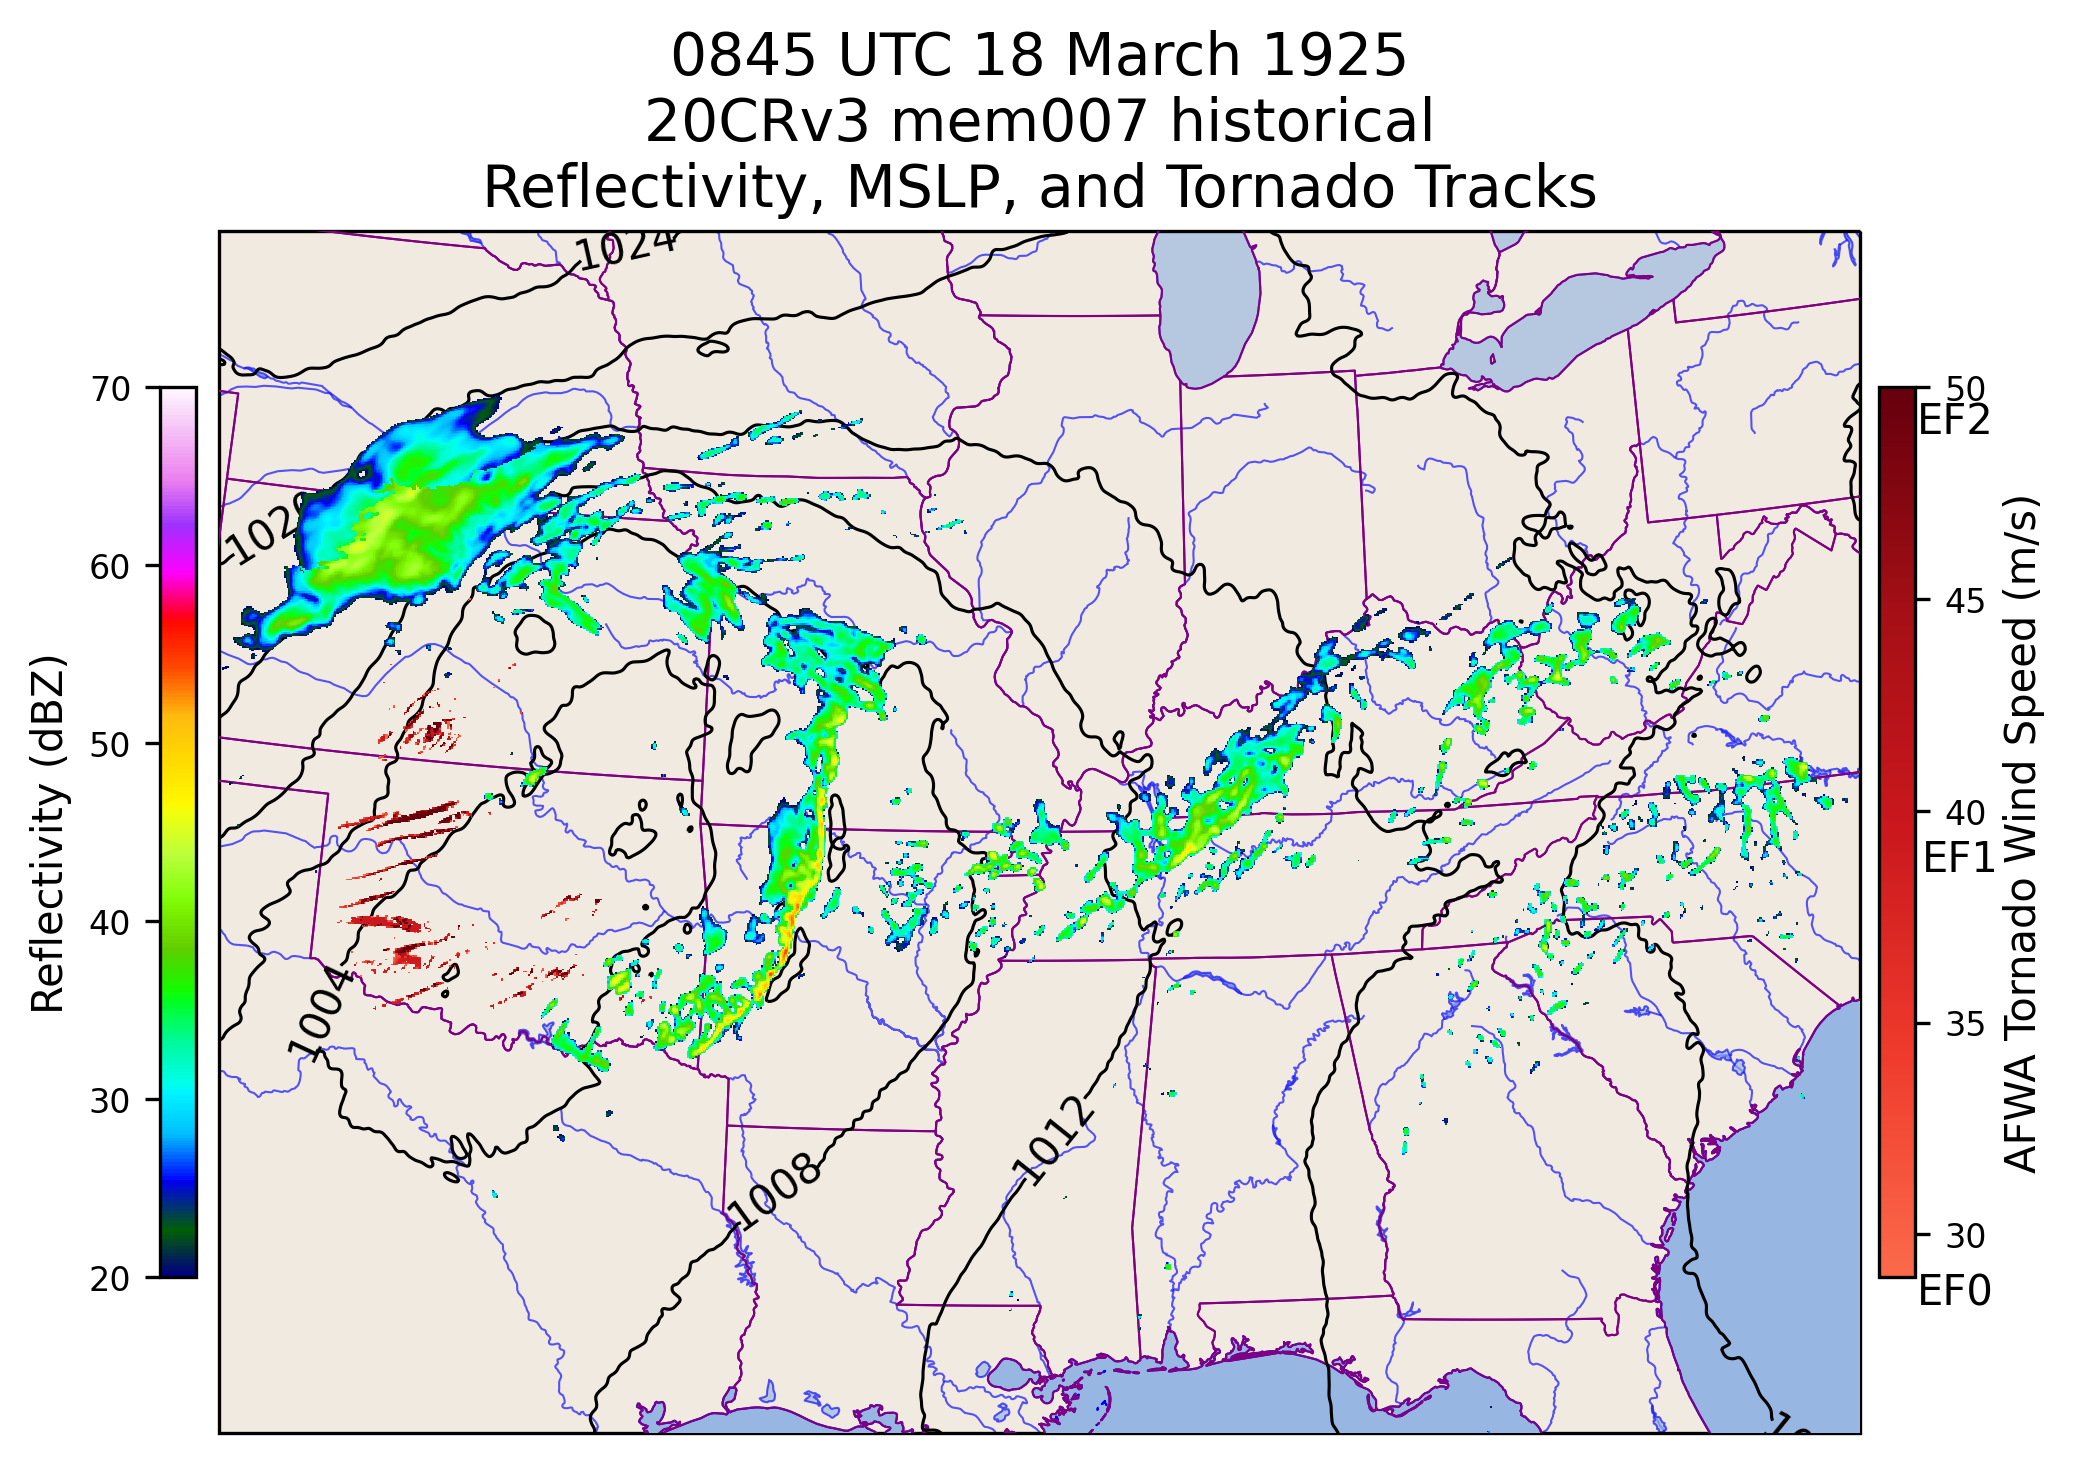 0845 UTC 18 March 1925
20CRv3 mem007 historical
Reflectivity, MSLP, and Tornado Tracks
1024
1020
1004
1008
1012
70
60
50
40
30
20
Reflectivity (dBZ)
50
EF2
45
40
EF1
35
30
EF0
AFWA Tornado Wind Speed (m/s)